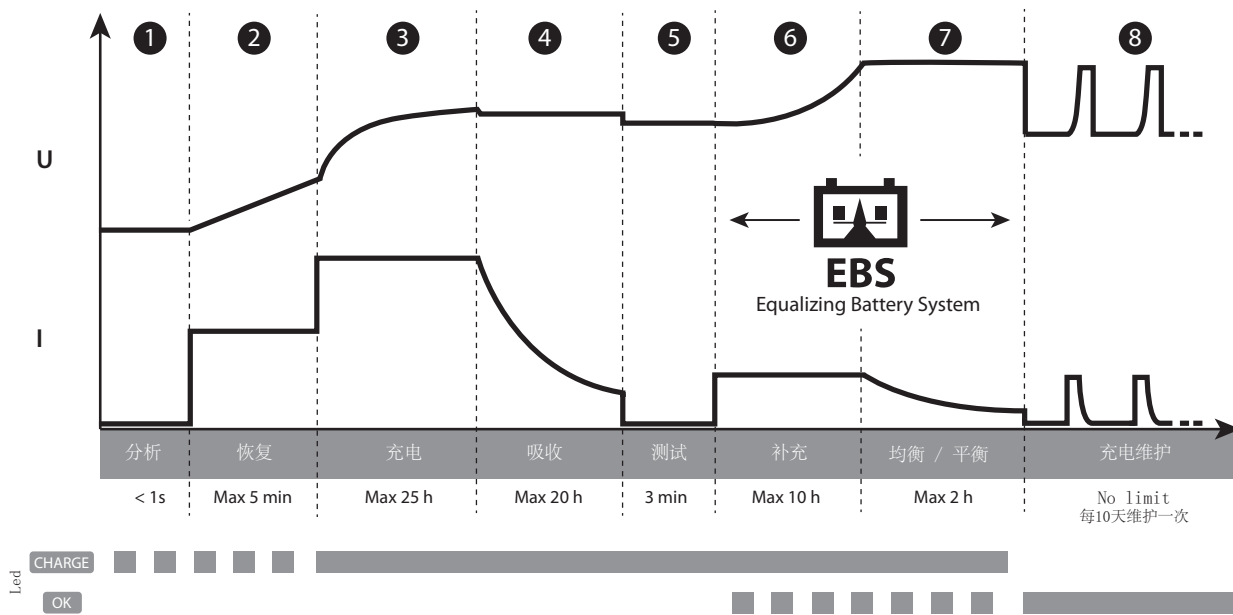 1 2 3 4 5 6 7 8
U
I
EBS
Equalizing Battery System
分析 恢复 充电 吸收 测试 补充 均衡 / 平衡 充电维护
< 1s Max 5 min Max 25 h Max 20 h 3 min Max 10 h Max 2 h No limit
每10天维护一次
Led
CHARGE
OK